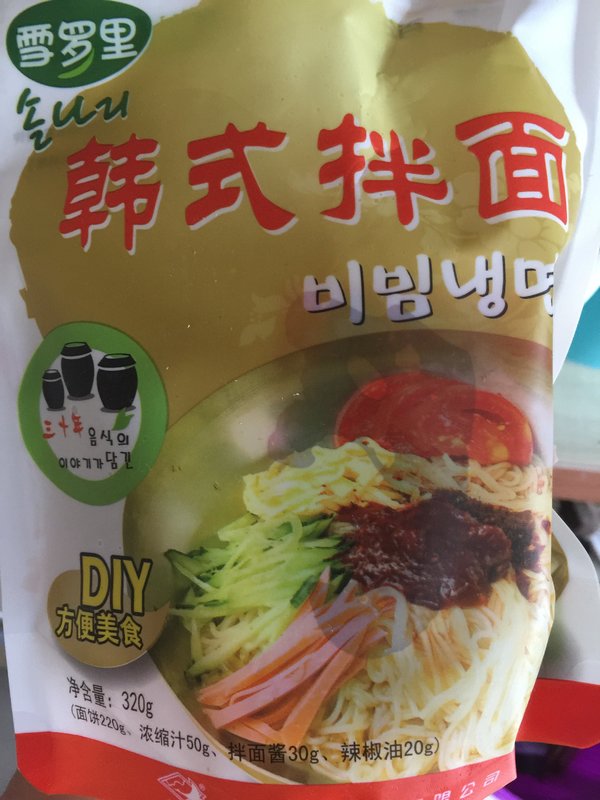 雪罗里
솔나리
韩式拌面
비빔냉면
三十年 음식의
이야기가 담긴
DIY
方便美食
净含量：320g
(面饼220g、浓缩汁50g、拌面酱30g、辣椒油20g)
限公司